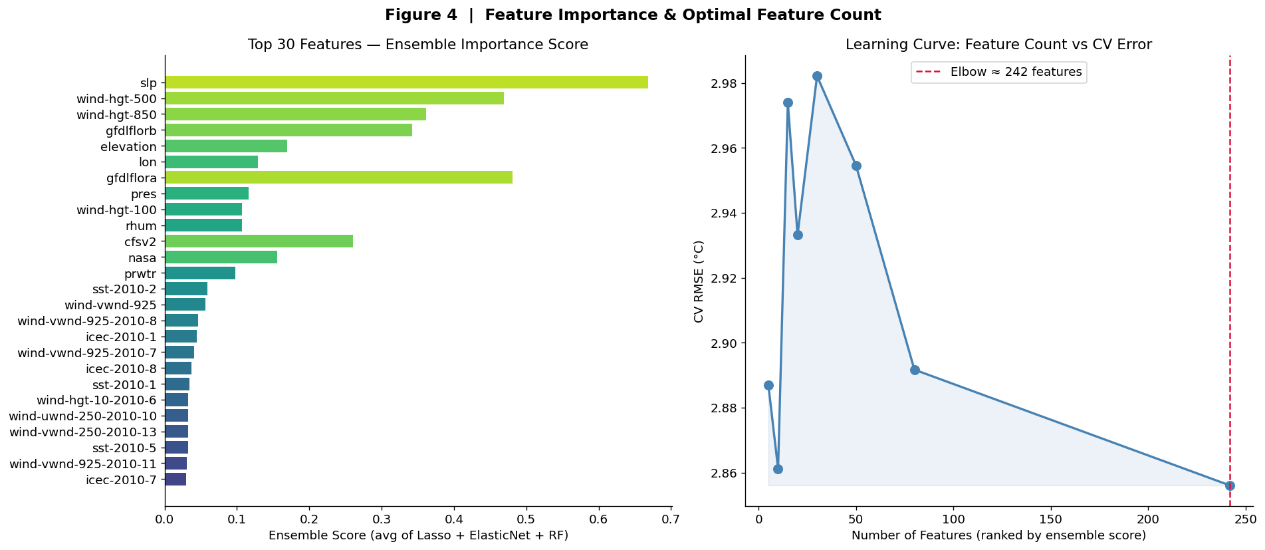 Figure 4 | Feature Importance & Optimal Feature Count
Top 30 Features — Ensemble Importance Score
slp
wind-hgt-500
wind-hgt-850
gfdlflorb
elevation
lon
gfdlflora
pres
wind-hgt-100
rhum
cfsv2
nasa
prwtr
sst-2010-2
wind-vwnd-925
wind-vwnd-925-2010-8
icec-2010-1
wind-vwnd-925-2010-7
icec-2010-8
sst-2010-1
wind-hgt-10-2010-6
wind-uwnd-250-2010-10
wind-vwnd-250-2010-13
sst-2010-5
wind-vwnd-925-2010-11
icec-2010-7
0.0 0.1 0.2 0.3 0.4 0.5 0.6 0.7
Ensemble Score (avg of Lasso + ElasticNet + RF)
Learning Curve: Feature Count vs CV Error
Elbow ≈ 242 features
CV RMSE (°C)
2.98
2.96
2.94
2.92
2.90
2.88
2.86
0 50 100 150 200 250
Number of Features (ranked by ensemble score)